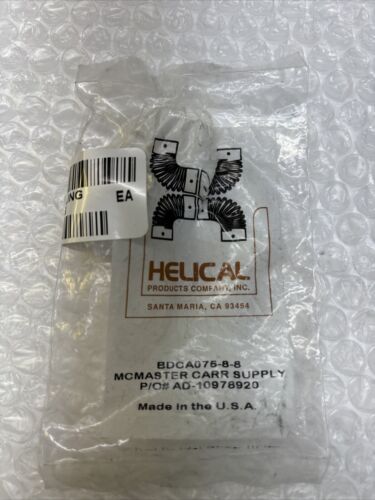 NG EA
HELICAL
PRODUCTS COMPANY, INC.
SANTA MARIA, CA 93454
BDCA075-8-8
MCMASTER CARR SUPPLY
P/O# AD-10978920
Made in the U.S.A.